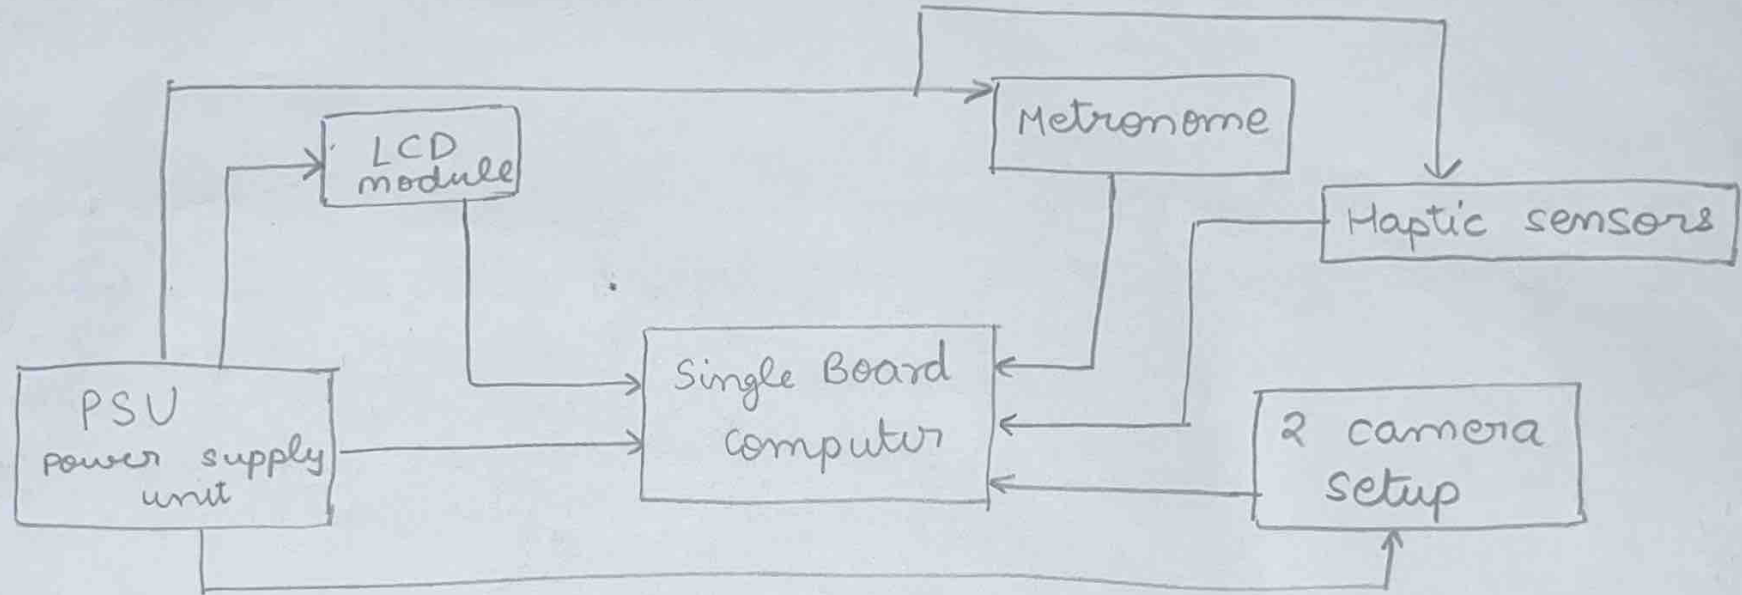 Metronome
LCD
module
Haptic sensors
Single Board
computer
PSU
power supply
unit
2 camera
setup